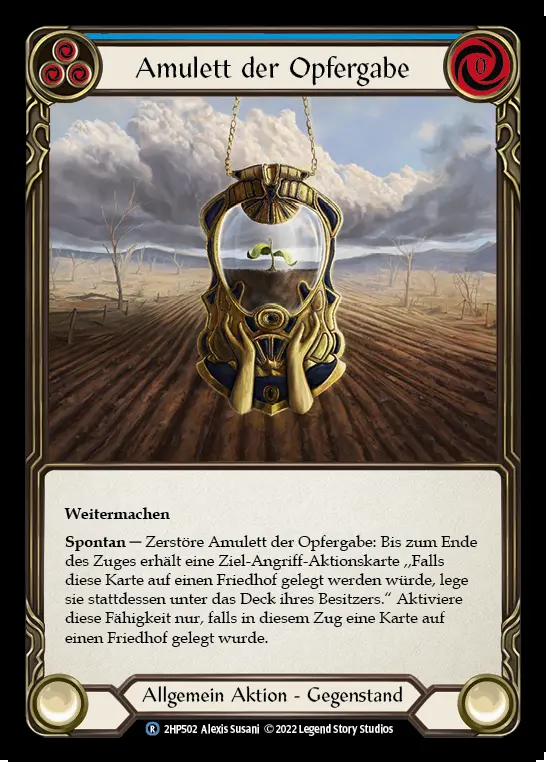 Amulett der Opfergabe
0
Weitermachen
Spontan — Zerstöre Amulett der Opfergabe: Bis zum Ende
des Zuges erhält eine Ziel-Angriff-Aktionskarte ,,Falls
diese Karte auf einen Friedhof gelegt werden würde, lege
sie stattdessen unter das Deck ihres Besitzers.“ Aktiviere
diese Fähigkeit nur, falls in diesem Zug eine Karte auf
einen Friedhof gelegt wurde.
Allgemein Aktion - Gegenstand
R 2HP502 Alexis Susani © 2022 Legend Story Studios